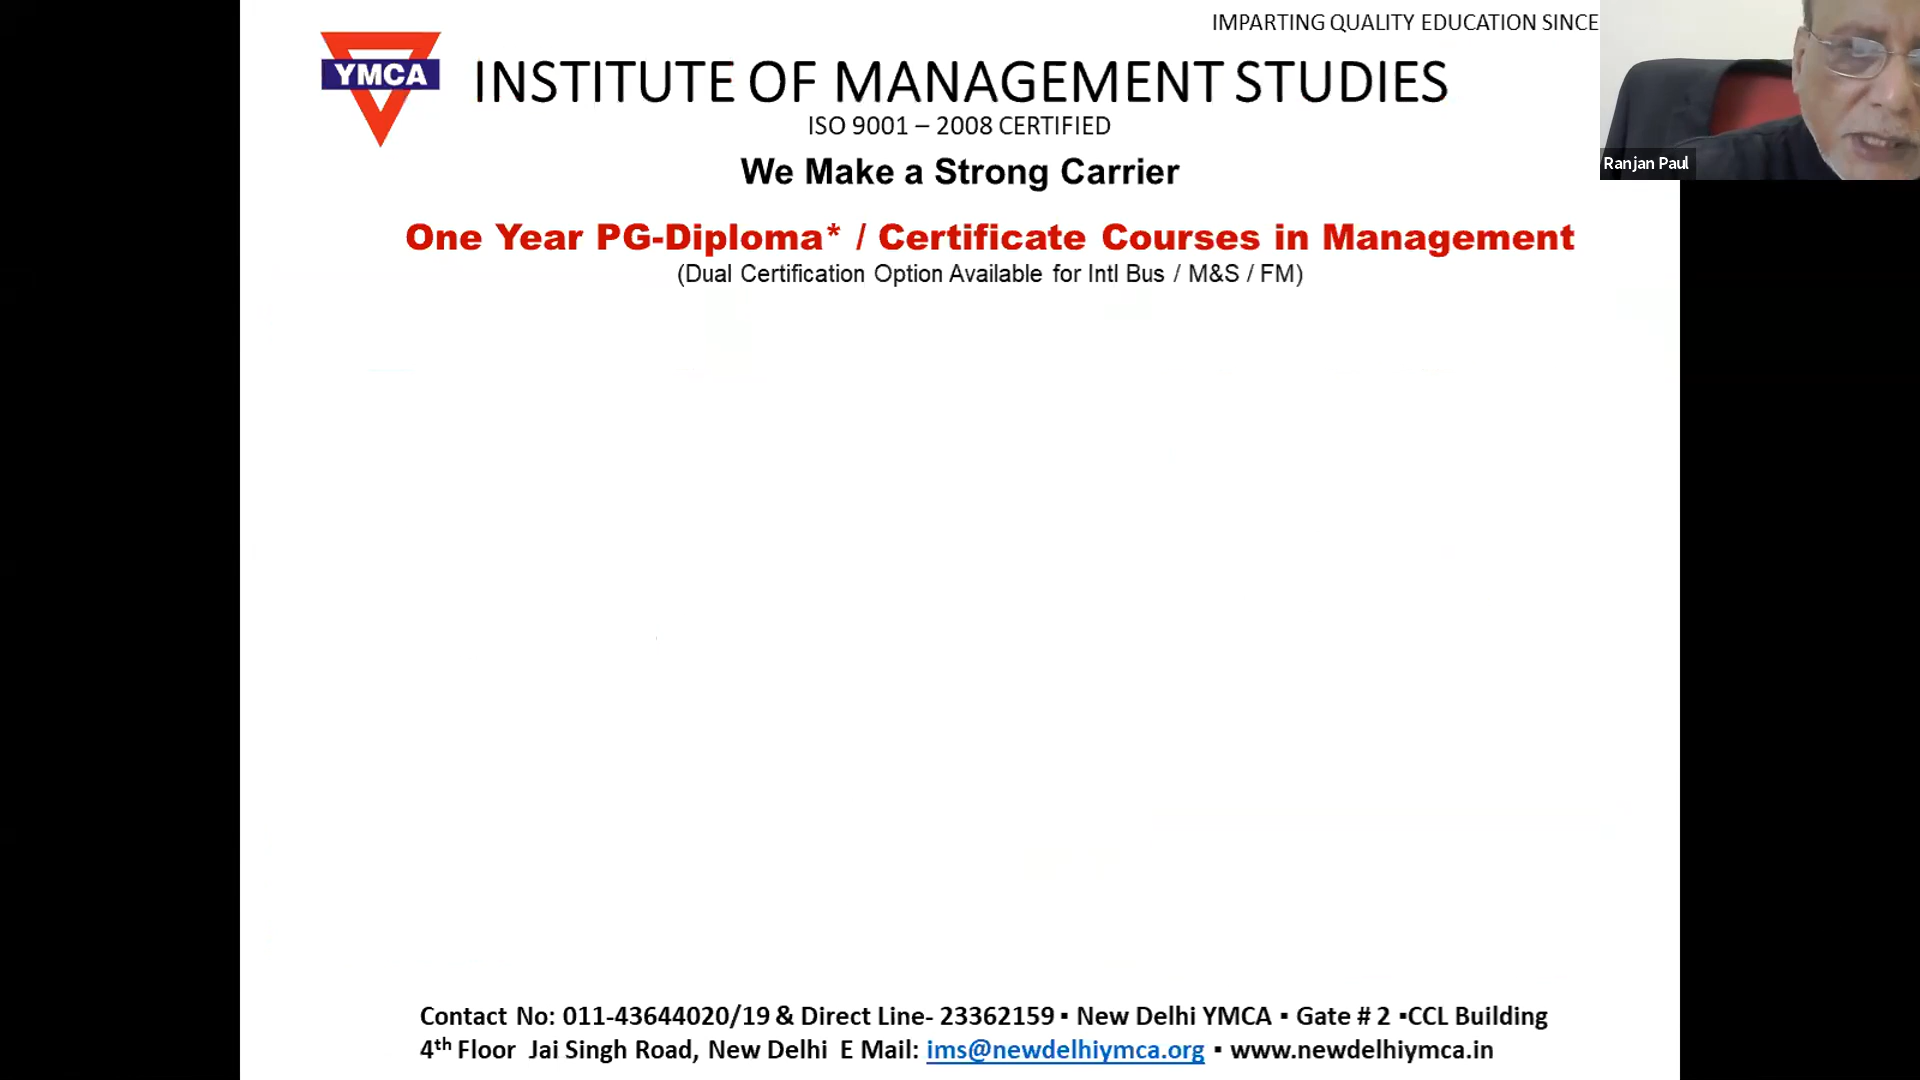 IMPARTING QUALITY EDUCATION SINCE
YMCA
INSTITUTE OF MANAGEMENT STUDIES
ISO 9001 – 2008 CERTIFIED
We Make a Strong Carrier
Ranjan Paul
One Year PG-Diploma* / Certificate Courses in Management
(Dual Certification Option Available for Intl Bus / M&S / FM)
Contact No: 011-43644020/19 & Direct Line- 23362159 ▪ New Delhi YMCA ▪ Gate # 2 ▪CCL Building
4th Floor Jai Singh Road, New Delhi E Mail: ims@newdelhiymca.org ▪ www.newdelhiymca.in